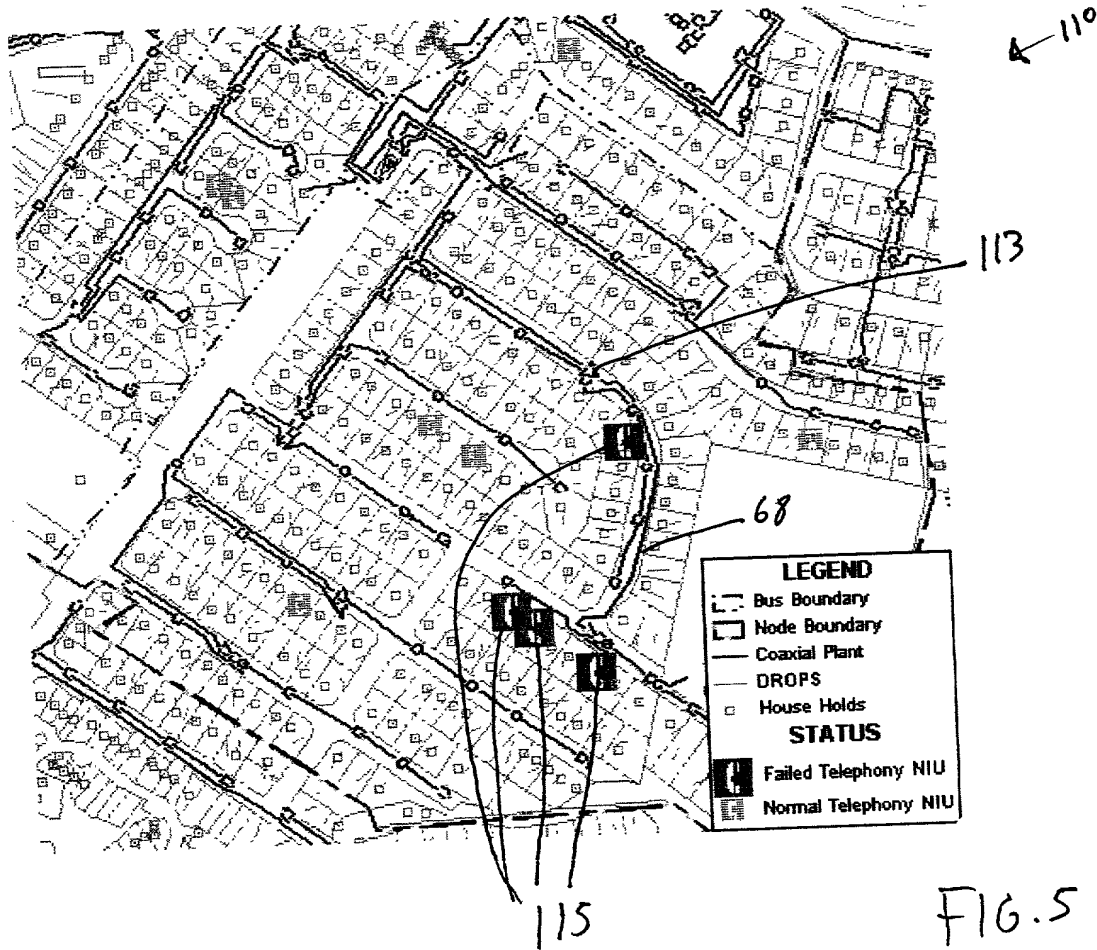 110
113
68
LEGEND
Bus Boundary
Node Boundary
Coaxial Plant
DROPS
House Holds
STATUS
Failed Telephony NIU
Normal Telephony NIU
115
FIG.5